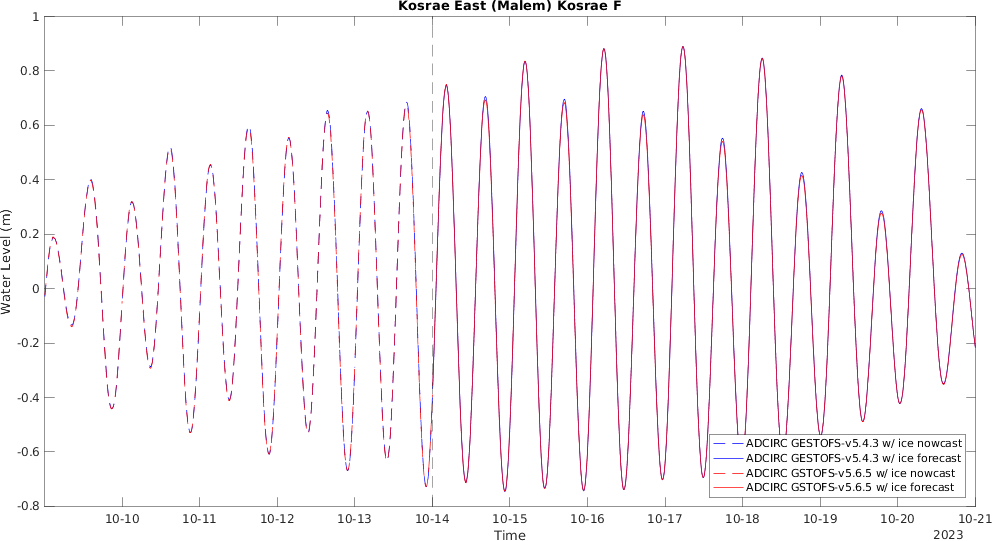 Kosrae East (Malem) Kosrae F
1
0.8
0.6
0.4
0.2
0
-0.2
-0.4
-0.6
-0.8
Water Level (m)
10-10 10-11 10-12 10-13 10-14 10-15 10-16 10-17 10-18 10-19 10-20 10-21
Time
2023
ADCIRC GESTOFS-v5.4.3 w/ ice nowcast
ADCIRC GESTOFS-v5.4.3 w/ ice forecast
ADCIRC GSTOFS-v5.6.5 w/ ice nowcast
ADCIRC GSTOFS-v5.6.5 w/ ice forecast